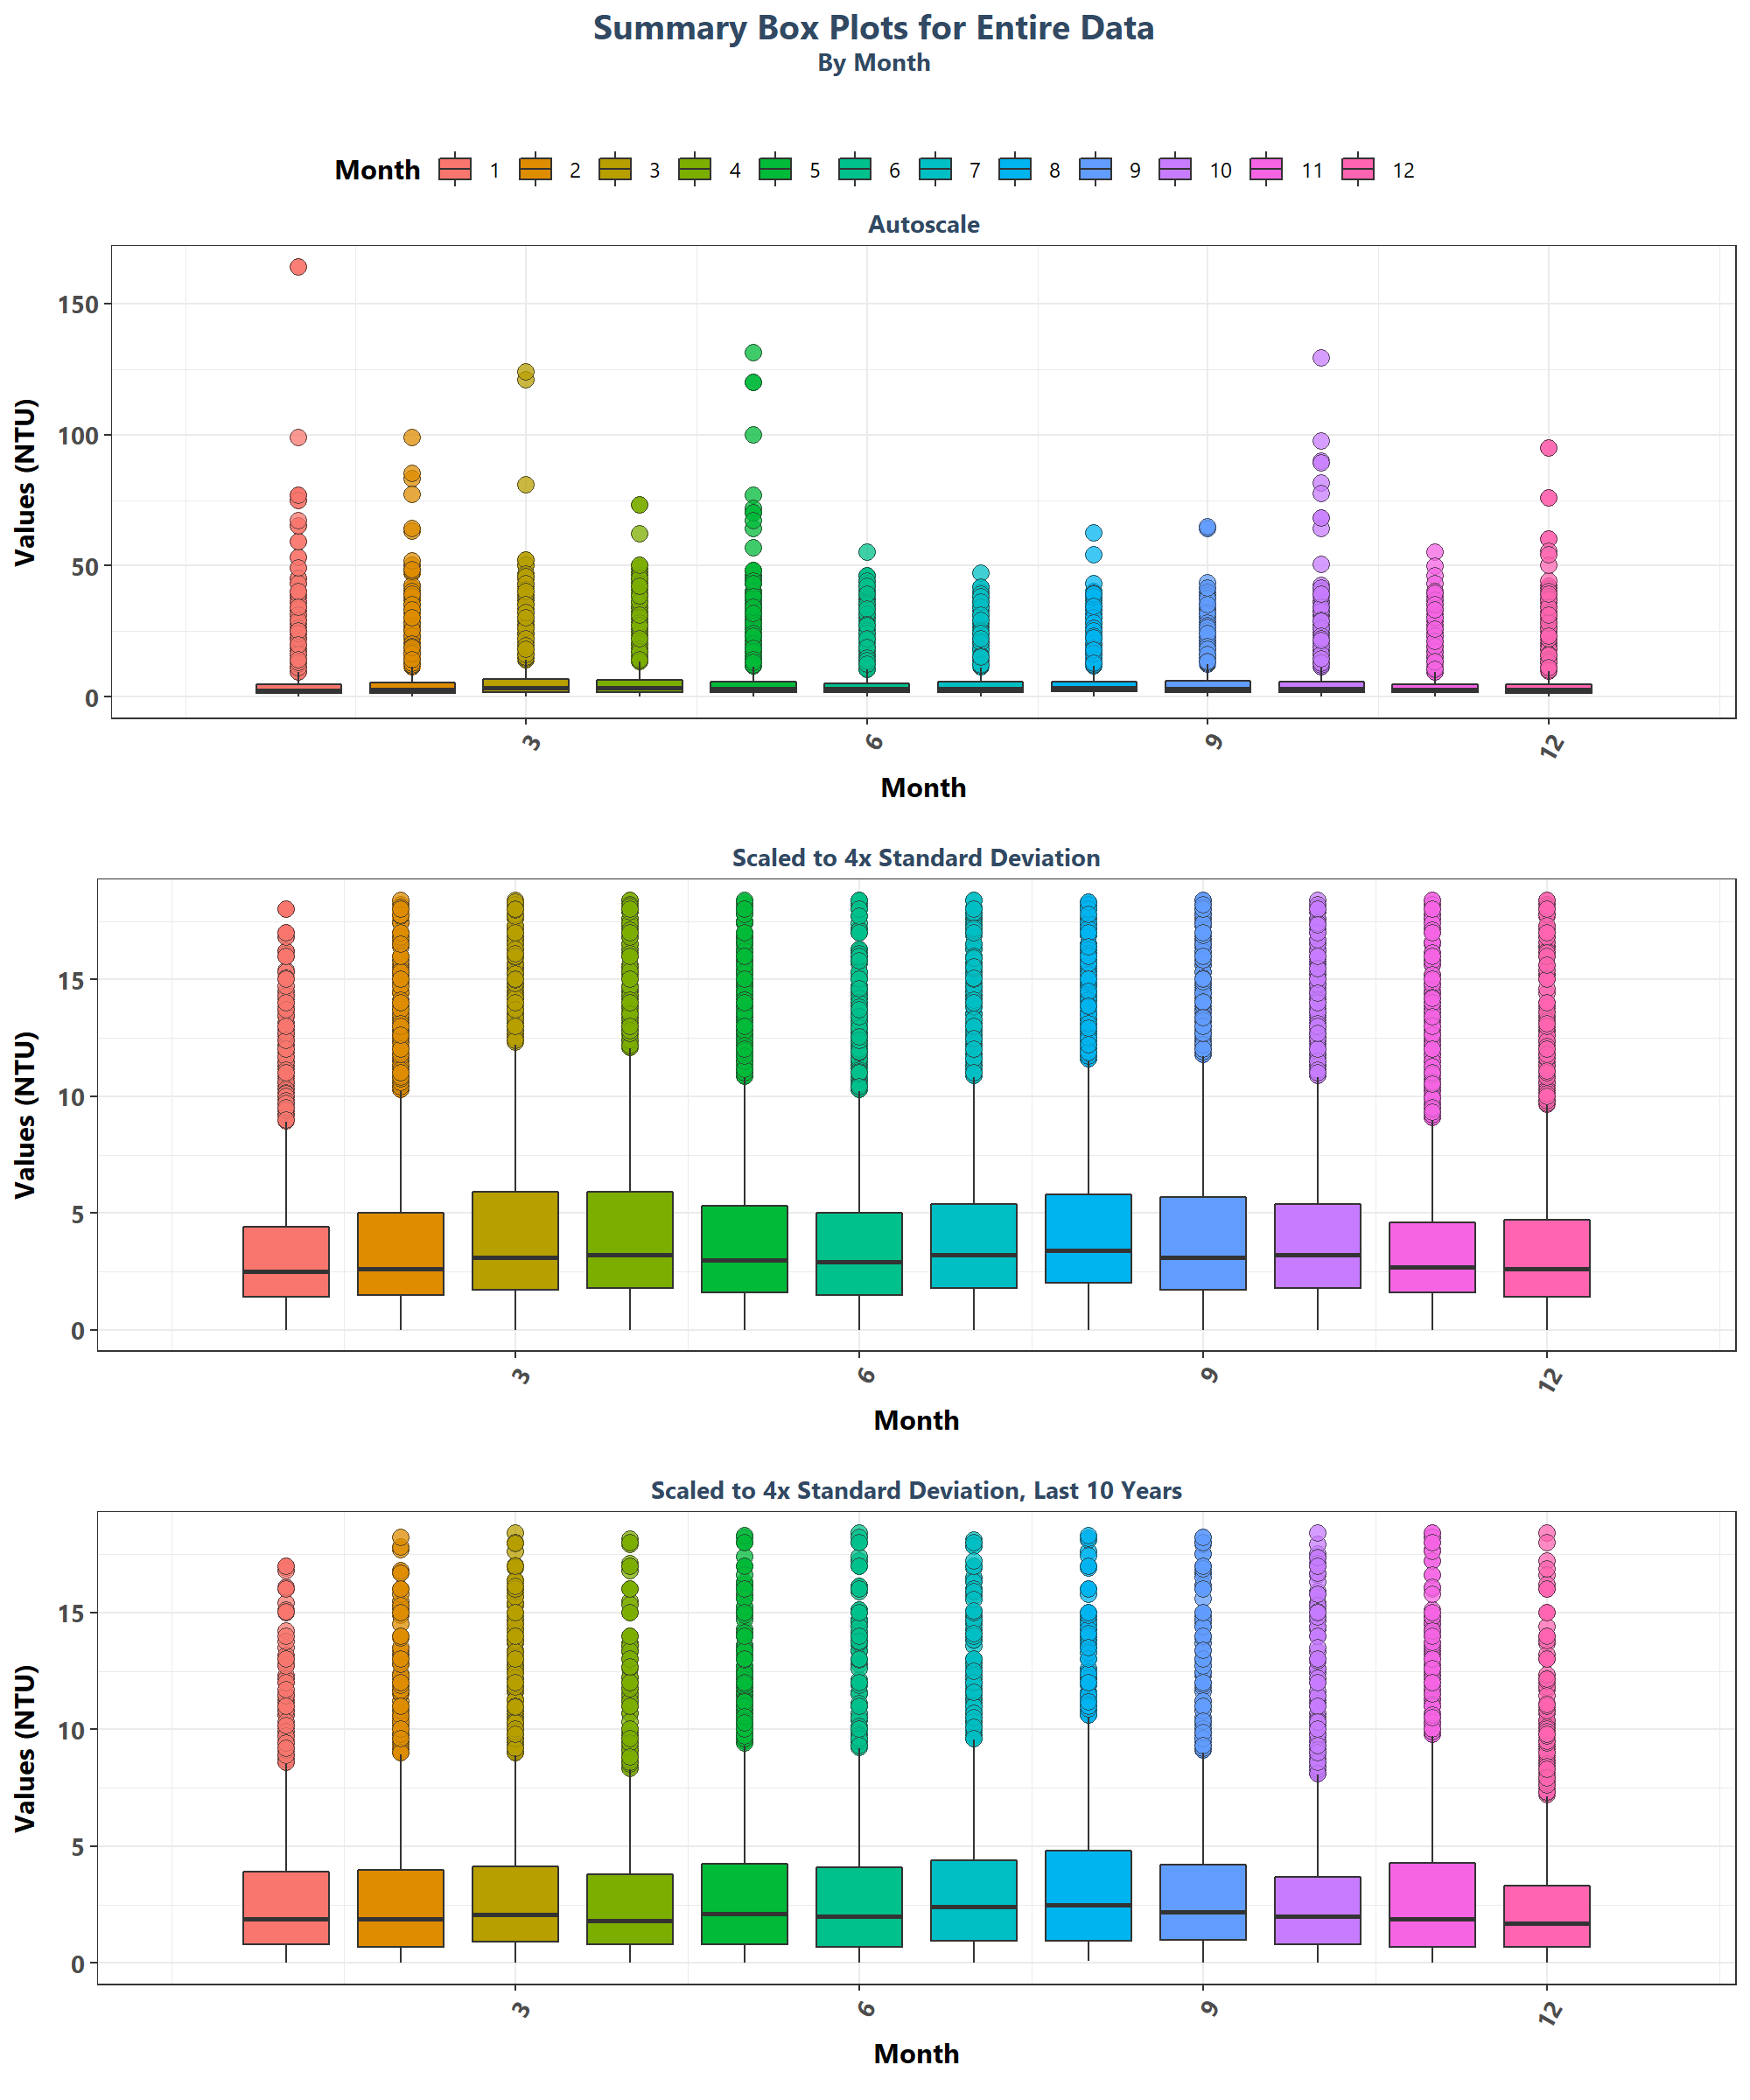 Summary Box Plots for Entire Data
By Month
Month 1 2 3 4 5 6 7 8 9 10 11 12
Autoscale
Values (NTU)
150
100
50
0
3 6 9 12
Month
Scaled to 4x Standard Deviation
Values (NTU)
15
10
5
0
3 6 9 12
Month
Scaled to 4x Standard Deviation, Last 10 Years
Values (NTU)
15
10
5
0
3 6 9 12
Month